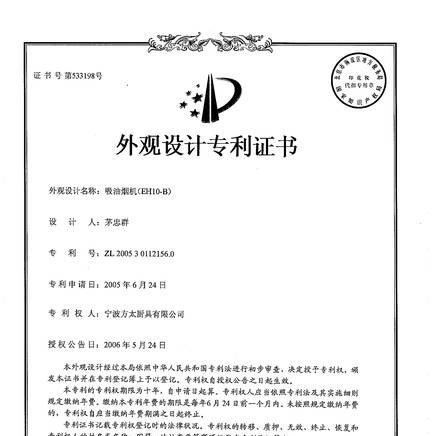 证书号第533198号
印花税
代扣专用章
外观设计专利证书
外观设计名称：吸油烟机(EH10-B)
设计人：茅忠群
专利号：ZL 2005 3 0112156.0
专利申请日：2005年6月24日
专利权人：宁波方太厨具有限公司
授权公告日：2006年5月24日
本外观设计经过本局依照中华人民共和国专利法进行初步审查，决定授予专利权，颁
发本证书并在专利登记簿上予以登记。专利权自授权公告之日起生效。
本专利的专利权期限为十年，自申请日起算。专利权人应当依照专利法及其实施细则
规定缴纳年费。缴纳本专利年费的期限是每年6月24日前一个月内。未按照规定缴纳年费
的，专利权自应当缴纳年费期满之日起终止。
专利证书记载专利权登记时的法律状况。专利权的转移、质押、无效、终止、恢复和